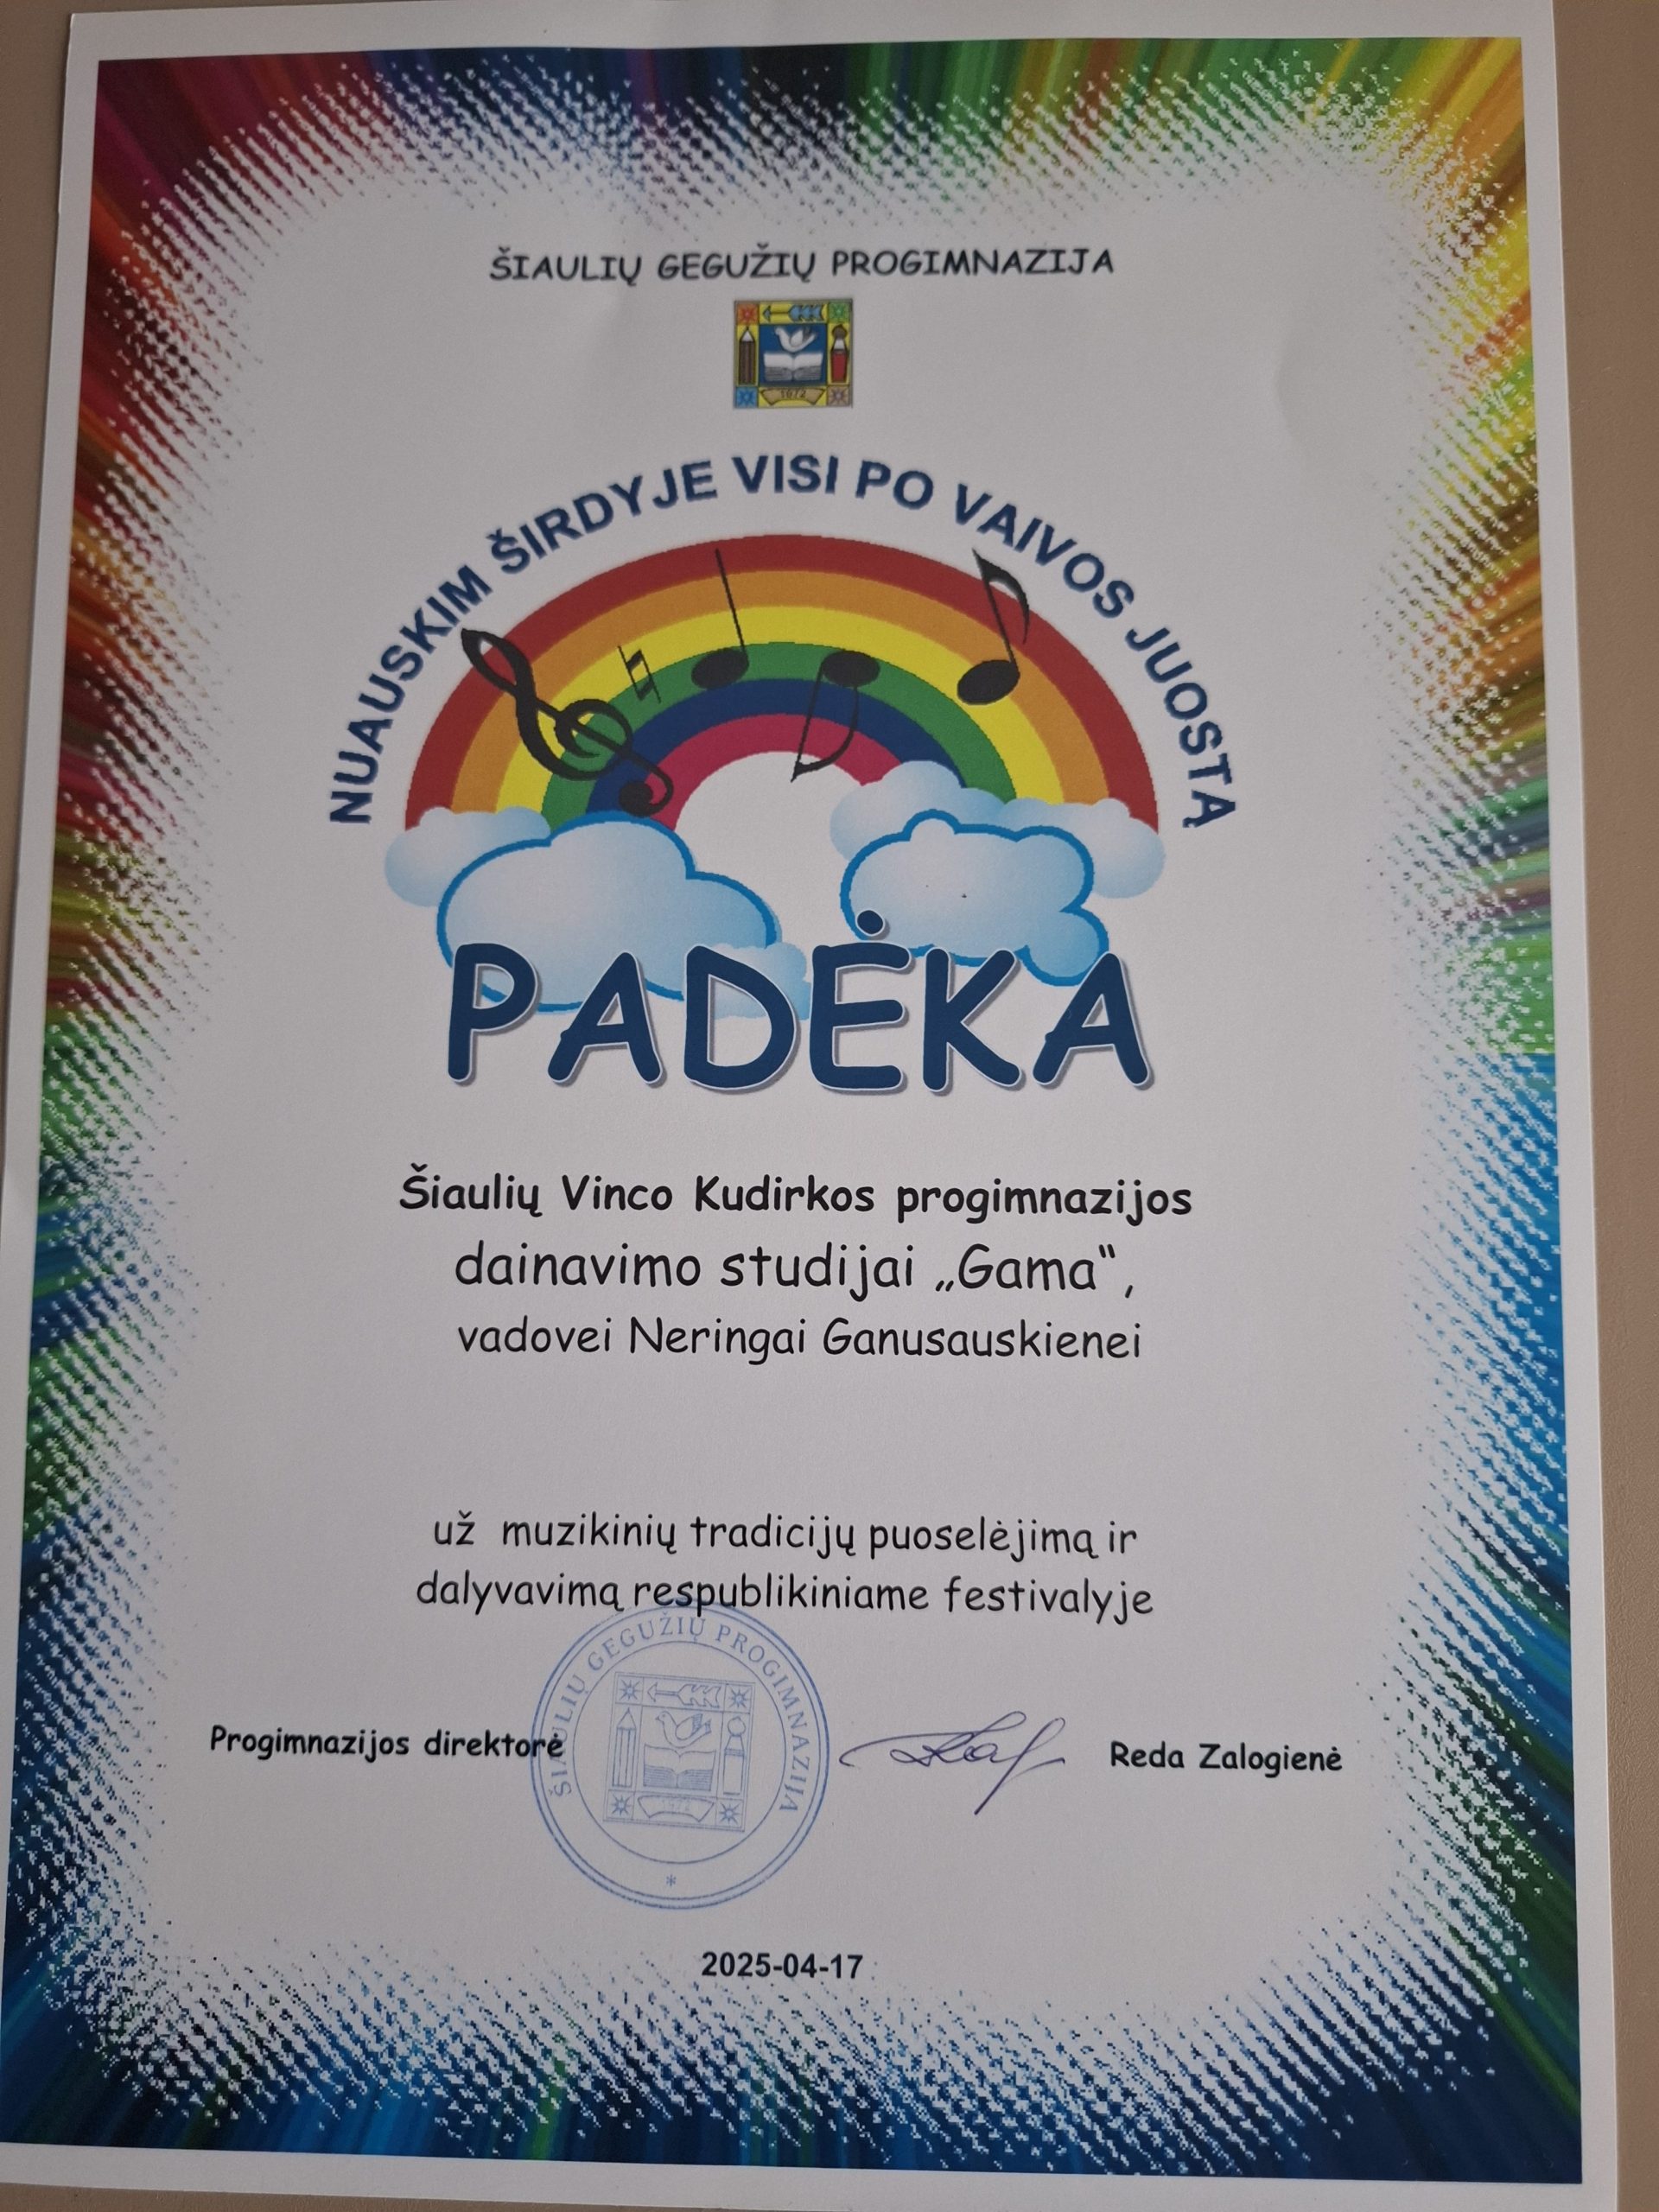 ŠIAULIŲ GEGUŽIŲ PROGIMNAZIJA
1672
NUAUSKIM ŠIRDYJE VISI PO VAIVOS JUOSTĄ
PADĖKA
Šiaulių Vinco Kudirkos progimnazijos
dainavimo studijai „Gama“,
vadovei Neringai Ganusauskienei
už muzikinių tradicijų puoselėjimą ir
dalyvavimą respublikiniame festivalyje
ŠIAULIŲ GEGUŽIŲ PROGIMNAZIJA
Progimnazijos direktorė
Reda Zalogienė
2025-04-17